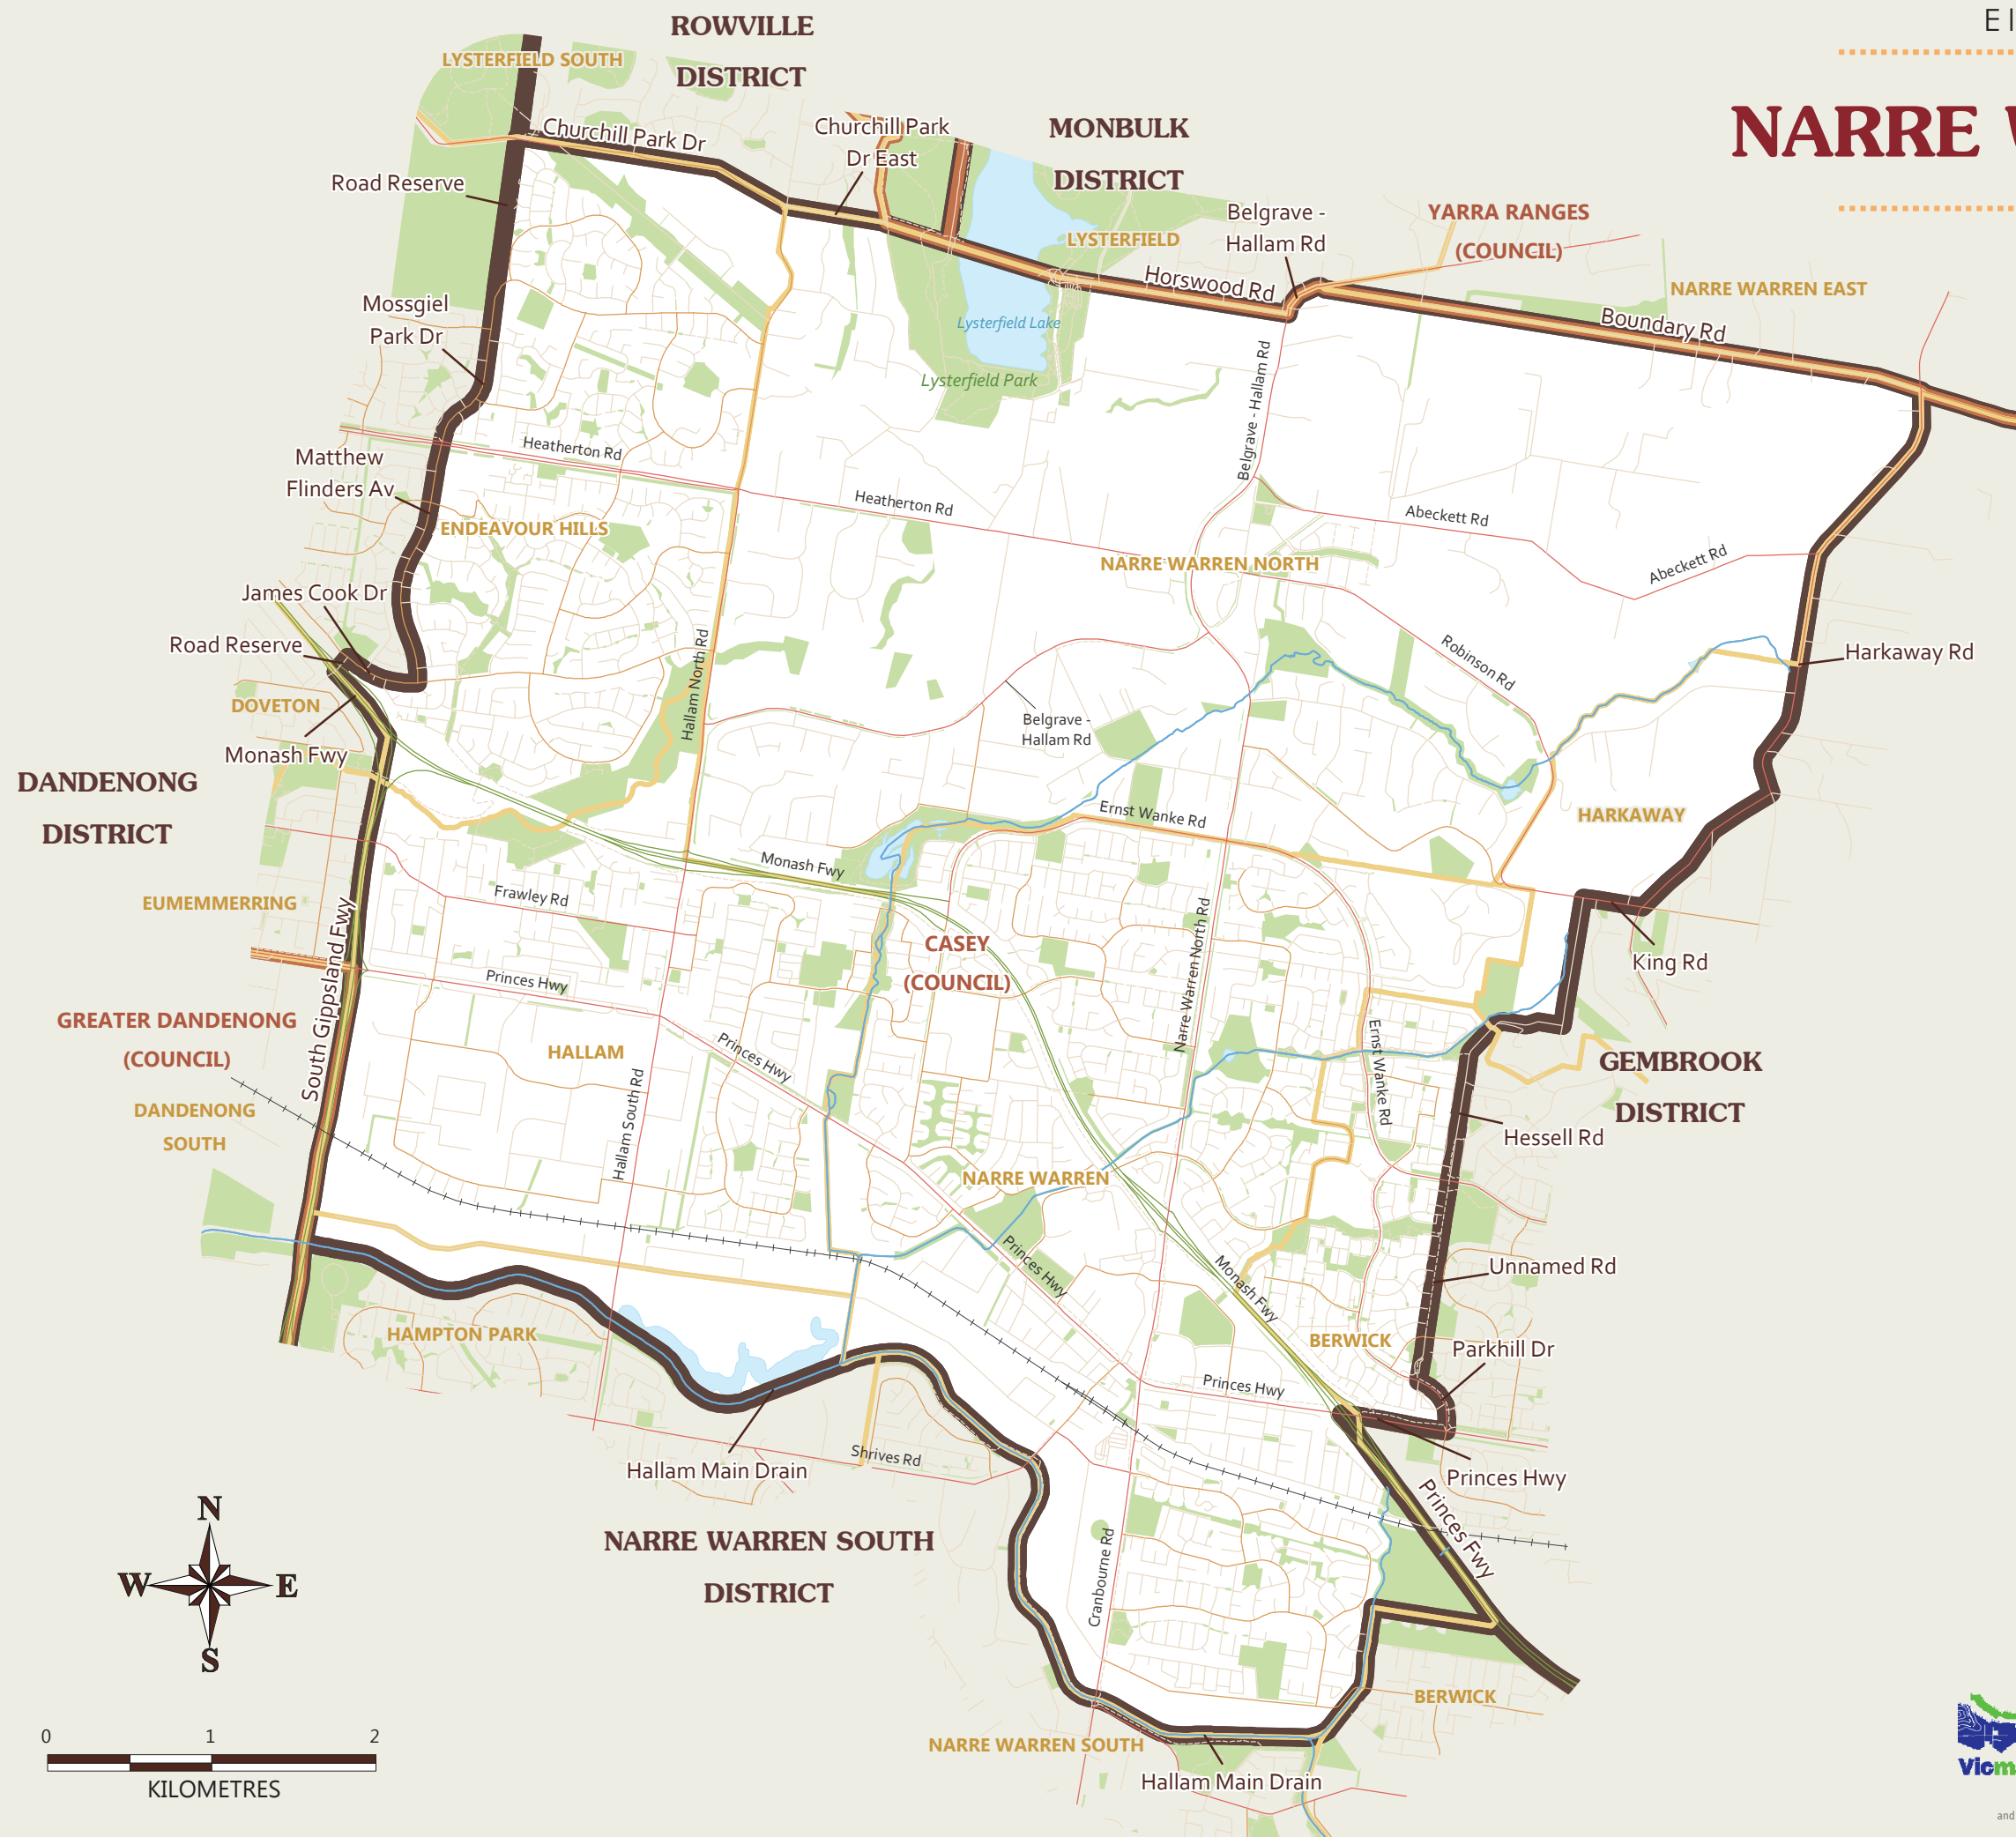 ROWVILLE
DISTRICT
El
NARRE W
LYSTERFIELD SOUTH
Churchill Park Dr
Churchill Park
Dr East
MONBULK
DISTRICT
Road Reserve
LYSTERFIELD
Belgrave -
Hallam Rd
YARRA RANGES
(COUNCIL)
Horswood Rd
NARRE WARREN EAST
Boundary Rd
Mossgiel
Park Dr
Lysterfield Lake
Lysterfield Park
Belgrave - Hallam Rd
Heatherton Rd
Matthew
Flinders Av
Heatherton Rd
Abeckett Rd
ENDEAVOUR HILLS
NARRE WARREN NORTH
Abeckett Rd
James Cook Dr
Road Reserve
Hallam North Rd
Robinson Rd
Harkaway Rd
DOVETON
Belgrave -
Hallam Rd
Monash Fwy
DANDENONG
DISTRICT
Ernst Wanke Rd
HARKAWAY
Monash Fwy
Frawley Rd
EUMEMMERRING
Narre Warren North Rd
CASEY
(COUNCIL)
King Rd
South Gippsland Fwy
Princes Hwy
GREATER DANDENONG
(COUNCIL)
HALLAM
Princes Hwy
Ernst Wanke Rd
GEMBROOK
DISTRICT
DANDENONG
SOUTH
Hallam South Rd
Hessell Rd
NARRE WARREN
Princes Hwy
Monash Fwy
Unnamed Rd
HAMPTON PARK
BERWICK
Parkhill Dr
Princes Hwy
Shrives Rd
Hallam Main Drain
Princes Hwy
Princes Fwy
N
W
E
S
NARRE WARREN SOUTH
DISTRICT
Cranbourne Rd
BERWICK
NARRE WARREN SOUTH
Hallam Main Drain
0 1 2
KILOMETRES
Vicm
and